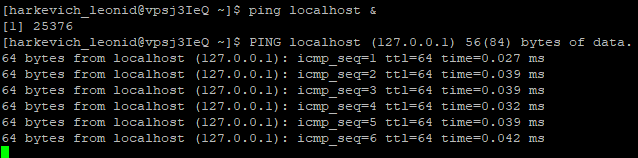 [harkevich_leonid@vpsj3IeQ ~]$ ping localhost &
[1] 25376
[harkevich_leonid@vpsj3IeQ ~]$ PING localhost (127.0.0.1) 56(84) bytes of data.
64 bytes from localhost (127.0.0.1): icmp_seq=1 ttl=64 time=0.027 ms
64 bytes from localhost (127.0.0.1): icmp_seq=2 ttl=64 time=0.039 ms
64 bytes from localhost (127.0.0.1): icmp_seq=3 ttl=64 time=0.039 ms
64 bytes from localhost (127.0.0.1): icmp_seq=4 ttl=64 time=0.032 ms
64 bytes from localhost (127.0.0.1): icmp_seq=5 ttl=64 time=0.039 ms
64 bytes from localhost (127.0.0.1): icmp_seq=6 ttl=64 time=0.042 ms